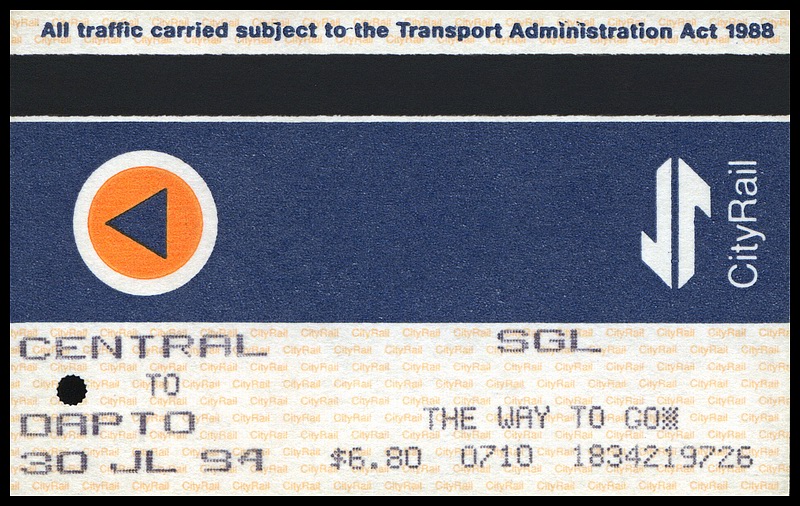 All traffic carried subject to the Transport Administration Act 1988
CityRail
CENTRAL SGL
TO
DAPTO THE WAY TO GO
30 JL 94 $6.80 0710 1834219726